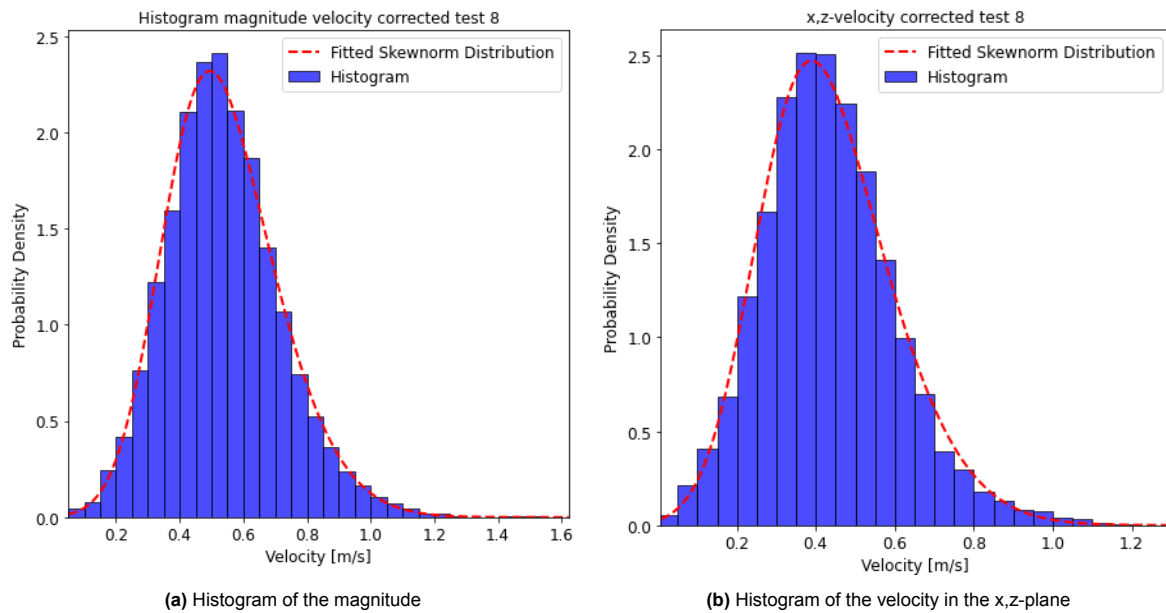 Histogram magnitude velocity corrected test 8
2.5
2.0
1.5
1.0
0.5
0.0
Probability Density
0.2 0.4 0.6 0.8 1.0 1.2 1.4 1.6
Velocity [m/s]
Fitted Skewnorm Distribution
Histogram
(a) Histogram of the magnitude
x,z-velocity corrected test 8
2.5
2.0
1.5
1.0
0.5
0.0
Probability Density
0.2 0.4 0.6 0.8 1.0 1.2
Velocity [m/s]
Fitted Skewnorm Distribution
Histogram
(b) Histogram of the velocity in the x,z-plane